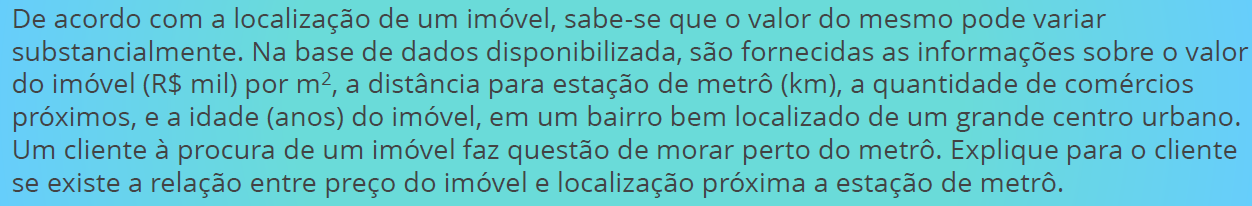 De acordo com a localização de um imóvel, sabe-se que o valor do mesmo pode variar
substancialmente. Na base de dados disponibilizada, são fornecidas as informações sobre o valor
do imóvel (R$ mil) por m², a distância para estação de metrô (km), a quantidade de comércios
próximos, e a idade (anos) do imóvel, em um bairro bem localizado de um grande centro urbano.
Um cliente à procura de um imóvel faz questão de morar perto do metrô. Explique para o cliente
se existe a relação entre preço do imóvel e localização próxima a estação de metrô.